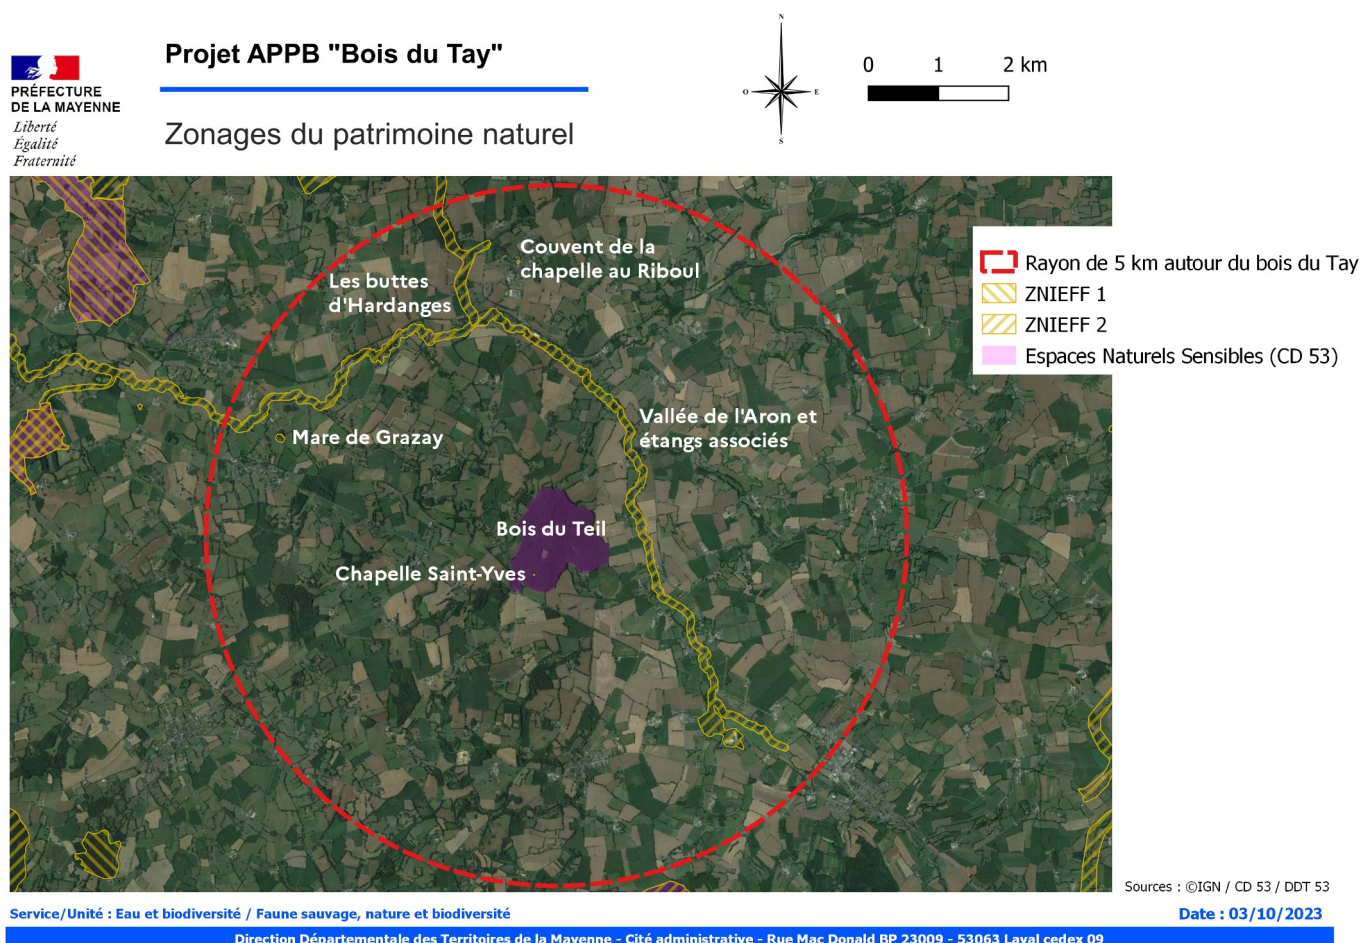 Projet APPB "Bois du Tay"
Zonages du patrimoine naturel
PRÉFECTURE
DE LA MAYENNE
Liberté
Égalité
Fraternité
N
O
E
S
0 1 2 km
Couvent de la
chapelle au Riboul
Les buttes
d'Hardanges
Vallée de l'Aron et
étangs associés
Mare de Grazay
Bois du Teil
Chapelle Saint-Yves
Rayon de 5 km autour du bois du Tay
ZNIEFF 1
ZNIEFF 2
Espaces Naturels Sensibles (CD 53)
Sources : ©IGN / CD 53 / DDT 53
Service/Unité : Eau et biodiversité / Faune sauvage, nature et biodiversité
Date : 03/10/2023
Direction Départementale des Territoires de la Mayenne - Cité administrative - Rue Mac Donald BP 23009 - 53063 Laval cedex 09